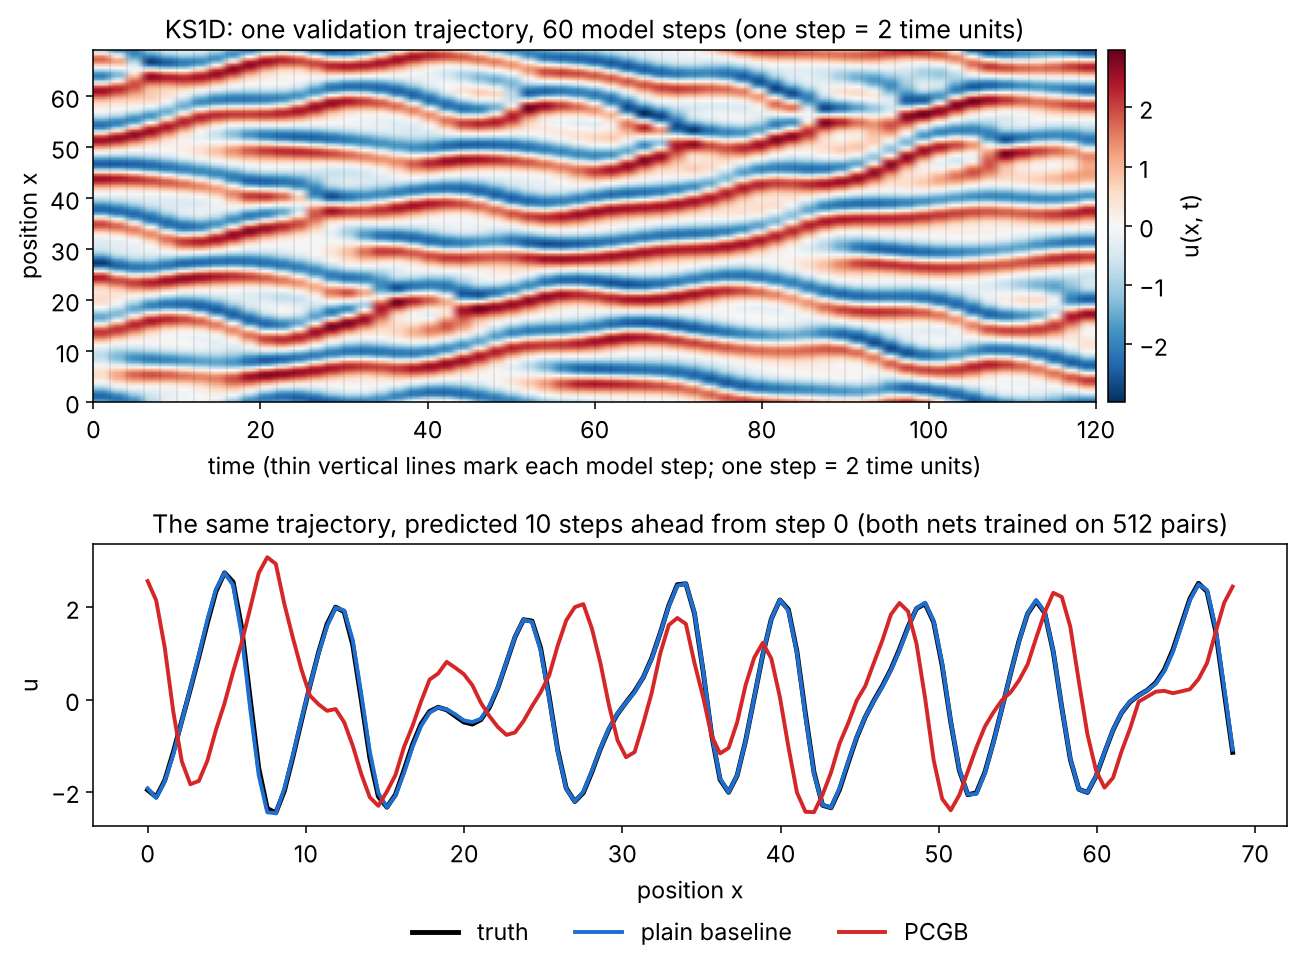 KS1D: one validation trajectory, 60 model steps (one step = 2 time units)
position x
60
50
40
30
20
10
0
0 20 40 60 80 100 120
time (thin vertical lines mark each model step; one step = 2 time units)
2
1
0
−1
−2
u(x, t)
The same trajectory, predicted 10 steps ahead from step 0 (both nets trained on 512 pairs)
u
2
0
−2
0 10 20 30 40 50 60 70
position x
truth plain baseline PCGB